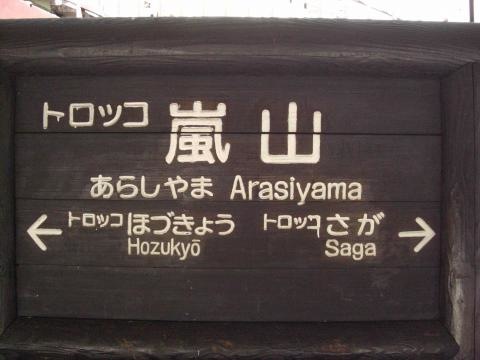 トロッコ 嵐山
あらしやま Arasiyama
← トロッコ ほづきょう トロッコ さが →
Hozukyō Saga